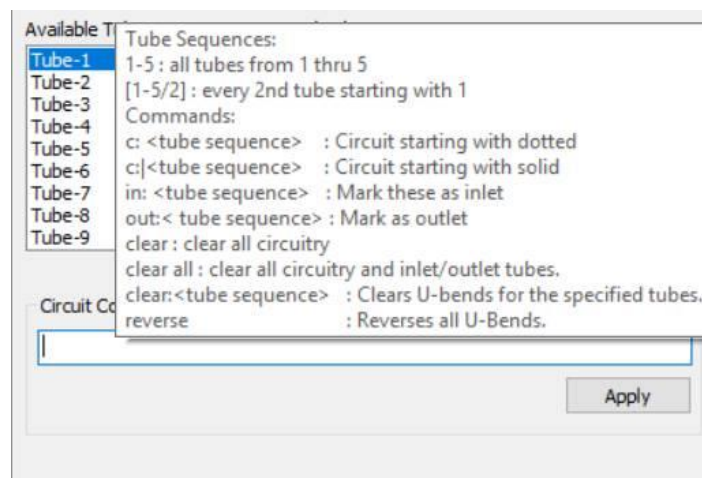 Available T
Tube-1
Tube-2
Tube-3
Tube-4
Tube-5
Tube-6
Tube-7
Tube-8
Tube-9
Tube Sequences:
1-5 : all tubes from 1 thru 5
[1-5/2] : every 2nd tube starting with 1
Commands:
c: <tube sequence> : Circuit starting with dotted
c:|<tube sequence> : Circuit starting with solid
in: <tube sequence> : Mark these as inlet
out:< tube sequence> : Mark as outlet
clear : clear all circuitry
clear all : clear all circuitry and inlet/outlet tubes.
clear:<tube sequence> : Clears U-bends for the specified tubes.
reverse : Reverses all U-Bends.
Circuit Co
Apply